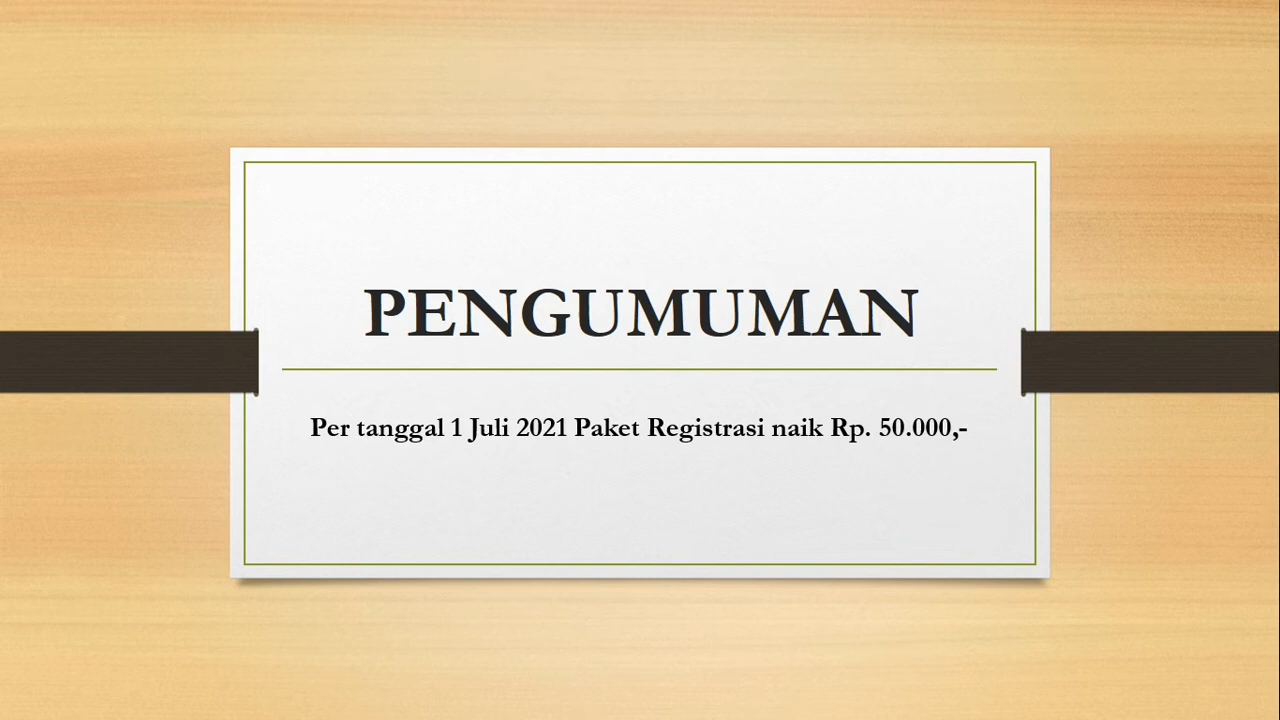 PENGUMUMAN
Per tanggal 1 Juli 2021 Paket Registrasi naik Rp. 50.000,-